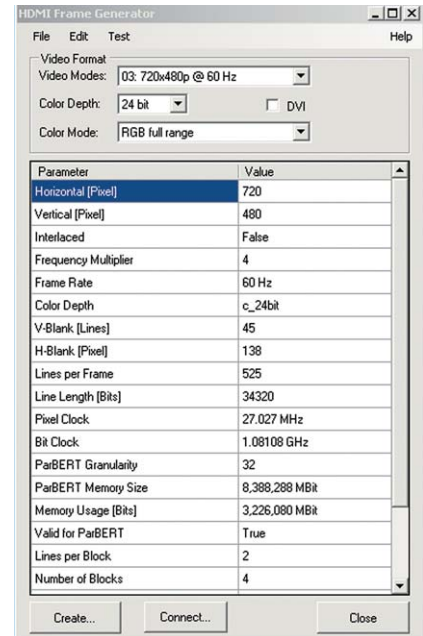 HDMI Frame Generator
File Edit Test Help
Video Format
Video Modes: 03: 720x480p @ 60 Hz
Color Depth: 24 bit DVI
Color Mode: RGB full range
Parameter Value
Horizontal [Pixel] 720
Vertical [Pixel] 480
Interlaced False
Frequency Multiplier 4
Frame Rate 60 Hz
Color Depth c_24bit
V-Blank [Lines] 45
H-Blank [Pixel] 138
Lines per Frame 525
Line Length [Bits] 34320
Pixel Clock 27.027 MHz
Bit Clock 1.08108 GHz
ParBERT Granularity 32
ParBERT Memory Size 8,388,288 MBit
Memory Usage [Bits] 3,226,080 MBit
Valid for ParBERT True
Lines per Block 2
Number of Blocks 4
Create... Connect... Close